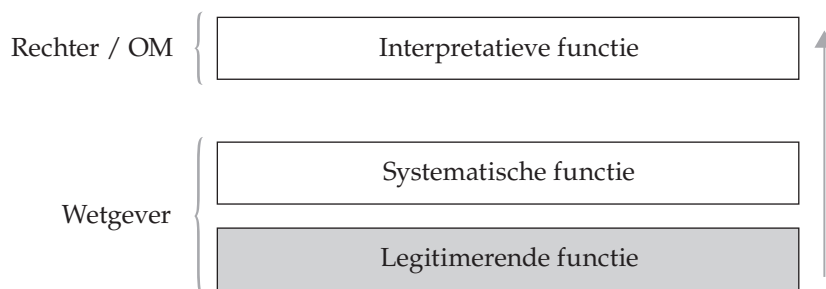 Rechter / OM
Interpretatieve functie
Systematische functie
Wetgever
Legitimerende functie